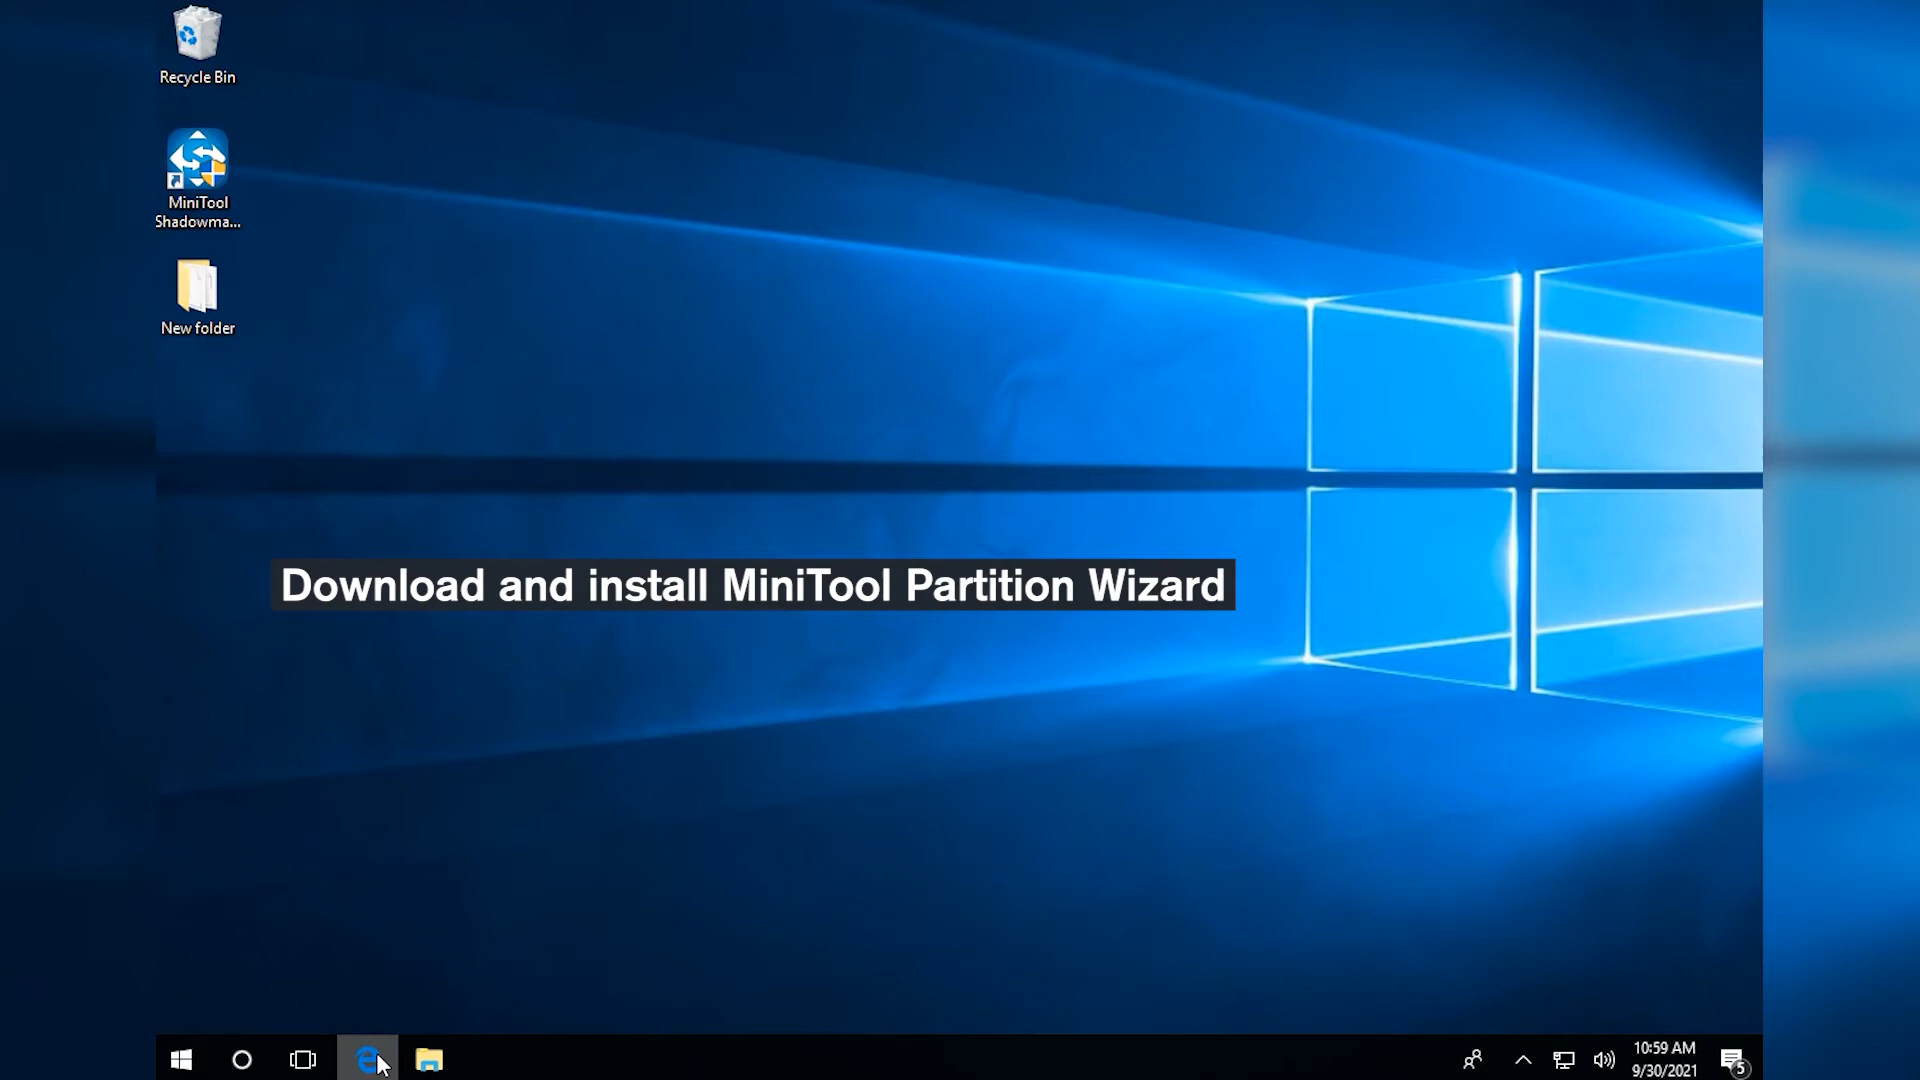 Recycle Bin
MiniTool
Shadowma...
New folder
Download and install MiniTool Partition Wizard
10:59 AM
9/30/2021
5